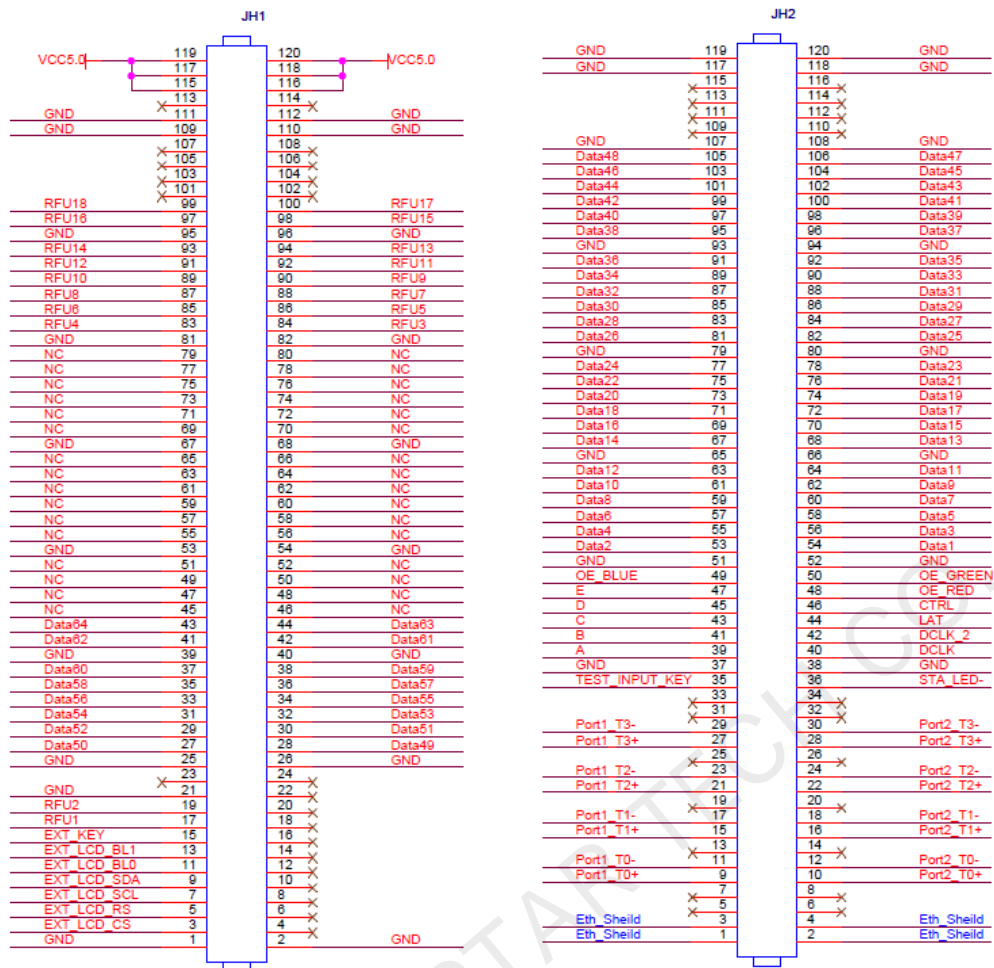 JH1
VCC5.0 119 120 VCC5.0
117 118
115 116
113 114
GND 111 112 GND
GND 109 110 GND
107 108
105 106
103 104
101 102
RFU18 99 100 RFU17
RFU16 97 98 RFU15
GND 95 96 GND
RFU14 93 94 RFU13
RFU12 91 92 RFU11
RFU10 89 90 RFU9
RFU8 87 88 RFU7
RFU6 85 86 RFU5
RFU4 83 84 RFU3
GND 81 82 GND
NC 79 80 NC
NC 77 78 NC
NC 75 76 NC
NC 73 74 NC
NC 71 72 NC
NC 69 70 NC
GND 67 68 GND
NC 65 66 NC
NC 63 64 NC
NC 61 62 NC
NC 59 60 NC
NC 57 58 NC
NC 55 56 NC
GND 53 54 GND
NC 51 52 NC
NC 49 50 NC
NC 47 48 NC
NC 45 46 NC
Data64 43 44 Data63
Data62 41 42 Data61
GND 39 40 GND
Data60 37 38 Data59
Data58 35 36 Data57
Data56 33 34 Data55
Data54 31 32 Data53
Data52 29 30 Data51
Data50 27 28 Data49
GND 25 26 GND
23 24
GND 21 22
RFU2 19 20
RFU1 17 18
EXT_KEY 15 16
EXT_LCD_BL1 13 14
EXT_LCD_BL0 11 12
EXT_LCD_SDA 9 10
EXT_LCD_SCL 7 8
EXT_LCD_RS 5 6
EXT_LCD_CS 3 4
GND 1 2 GND
JH2
GND 119 120 GND
GND 117 118 GND
115 116
113 114
111 112
109 110
GND 107 108 GND
Data48 105 106 Data47
Data46 103 104 Data45
Data44 101 102 Data43
Data42 99 100 Data41
Data40 97 98 Data39
Data38 95 96 Data37
GND 93 94 GND
Data36 91 92 Data35
Data34 89 90 Data33
Data32 87 88 Data31
Data30 85 86 Data29
Data28 83 84 Data27
Data26 81 82 Data25
GND 79 80 GND
Data24 77 78 Data23
Data22 75 76 Data21
Data20 73 74 Data19
Data18 71 72 Data17
Data16 69 70 Data15
Data14 67 68 Data13
GND 65 66 GND
Data12 63 64 Data11
Data10 61 62 Data9
Data8 59 60 Data7
Data6 57 58 Data5
Data4 55 56 Data3
Data2 53 54 Data1
GND 51 52 GND
OE_BLUE 49 50 OE_GREEN
E 47 48 OE_RED
D 45 46 CTRL
C 43 44 LAT
B 41 42 DCLK_2
A 39 40 DCLK
GND 37 38 GND
TEST_INPUT_KEY 35 36 STA_LED-
33 34
31 32
Port1_T3- 29 30 Port2_T3-
Port1_T3+ 27 28 Port2_T3+
25 26
Port1_T2- 23 24 Port2_T2-
Port1_T2+ 21 22 Port2_T2+
19 20
Port1_T1- 17 18 Port2_T1-
Port1_T1+ 15 16 Port2_T1+
13 14
Port1_T0- 11 12 Port2_T0-
Port1_T0+ 9 10 Port2_T0+
7 8
5 6
Eth_Sheild 3 4 Eth_Sheild
Eth_Sheild 1 2 Eth_Sheild
TECH